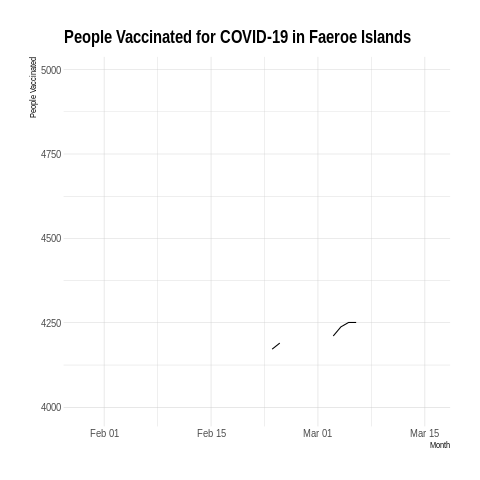 People Vaccinated for COVID-19 in Faeroe Islands
People Vaccinated
5000
4750
4500
4250
4000
Feb 01 Feb 15 Mar 01 Mar 15
Month